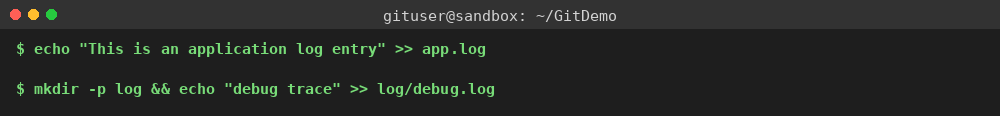 gituser@sandbox: ~/GitDemo
$ echo "This is an application log entry" >> app.log
$ mkdir -p log && echo "debug trace" >> log/debug.log